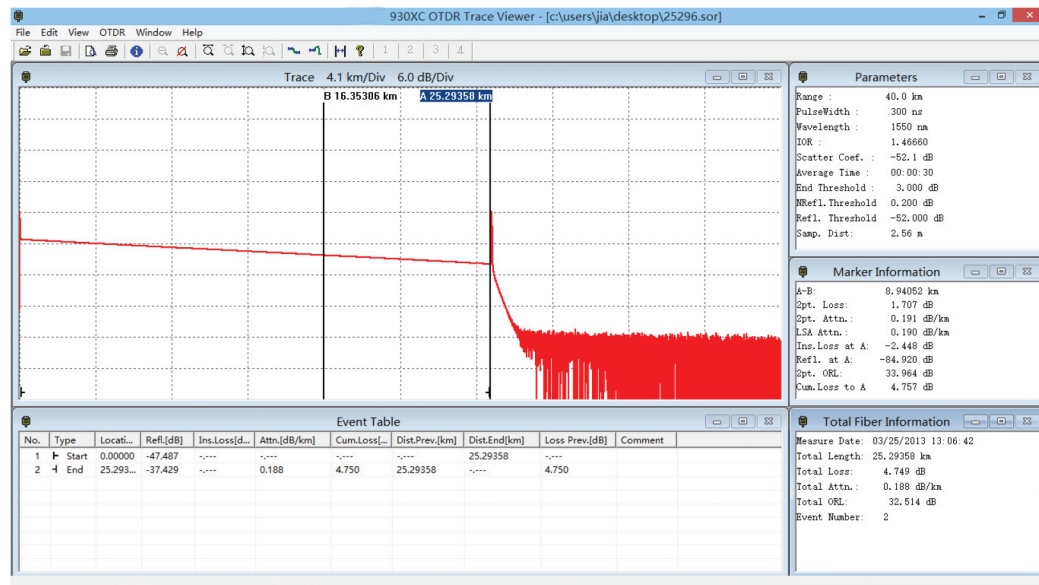 930XC OTDR Trace Viewer - [c:\users\jia\desktop\25296.sor]
File Edit View OTDR Window Help
1 2 3 4
Trace 4.1 km/Div 6.0 dB/Div
B 16.35306 km A 25.29358 km
Parameters
Range : 40.0 km
PulseWidth : 300 ns
Wavelength : 1550 nm
IOR : 1.46660
Scatter Coef. : -52.1 dB
Average Time : 00:00:30
End Threshold : 3.000 dB
NRefl.Threshold 0.200 dB
Refl. Threshold -52.000 dB
Samp. Dist: 2.56 m
Marker Information
A-B: 8.94052 km
2pt. Loss: 1.707 dB
2pt. Attn.: 0.191 dB/km
LSA Attn.: 0.190 dB/km
Ins.Loss at A: -2.448 dB
Refl. at A: -84.920 dB
2pt. ORL: 33.964 dB
Cum.Loss to A 4.757 dB
Event Table
No. Type Locati... Refl.[dB] Ins.Loss[d... Attn.[dB/km] Cum.Loss[... Dist.Prev.[km] Dist.End[km] Loss Prev.[dB] Comment
1 Start 0.00000 -47.487 -.--- -.--- -.--- -.--- 25.29358 -.---
2 End 25.293... -37.429 -.--- 0.188 4.750 25.29358 -.--- 4.750
Total Fiber Information
Measure Date: 03/25/2013 13:06:42
Total Length: 25.29358 km
Total Loss: 4.749 dB
Total Attn.: 0.188 dB/km
Total ORL: 32.514 dB
Event Number: 2